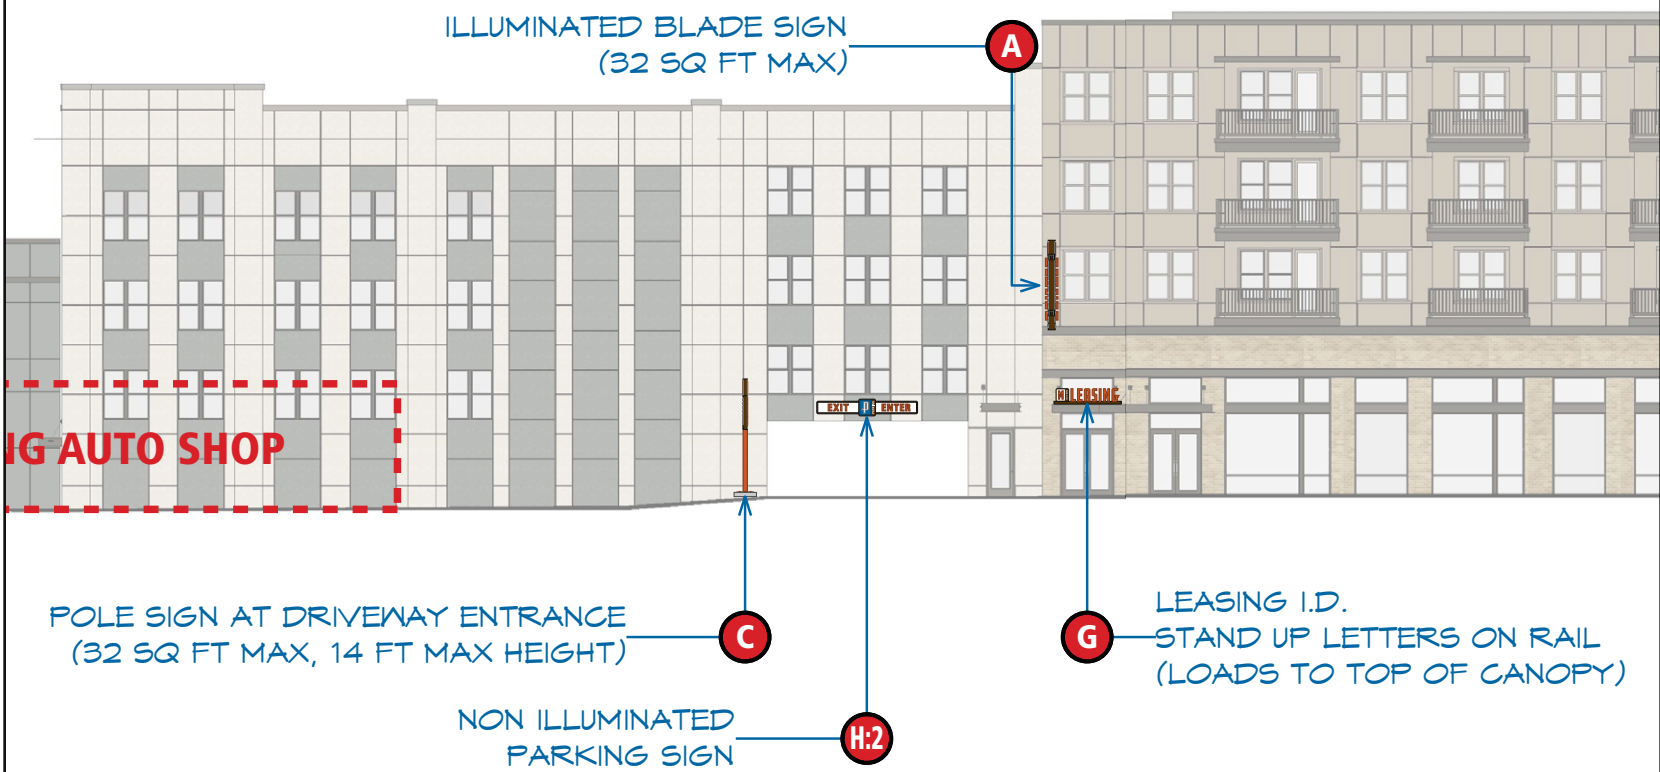 ILLUMINATED BLADE SIGN
(32 SQ FT MAX)
A
EXIT P ENTER
LEASING
NG AUTO SHOP
POLE SIGN AT DRIVEWAY ENTRANCE
(32 SQ FT MAX, 14 FT MAX HEIGHT)
C
G
LEASING I.D.
STAND UP LETTERS ON RAIL
(LOADS TO TOP OF CANOPY)
NON ILLUMINATED
PARKING SIGN
H:2